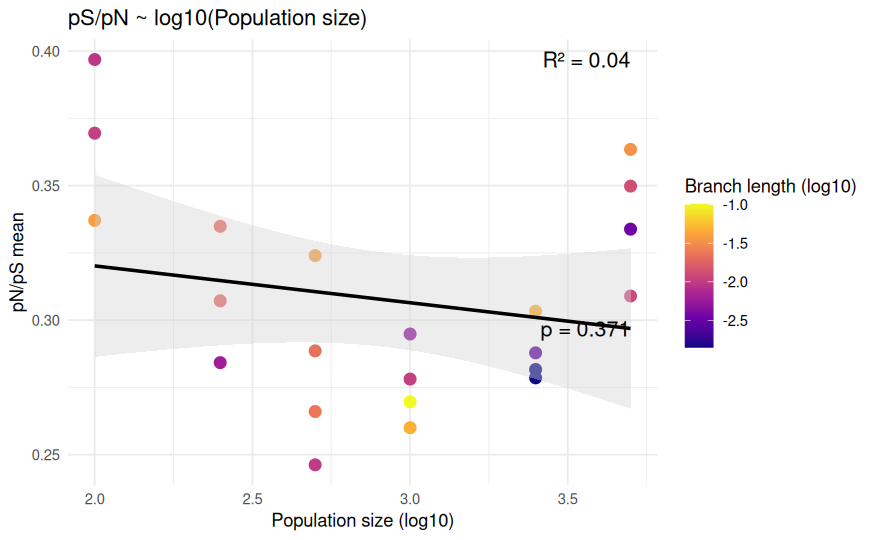 pS/pN ~ log10(Population size)
R² = 0.04
p = 0.371
0.40
0.35
0.30
0.25
pN/pS mean
2.0
2.5
3.0
3.5
Population size (log10)
Branch length (log10)
-1.0
-1.5
-2.0
-2.5